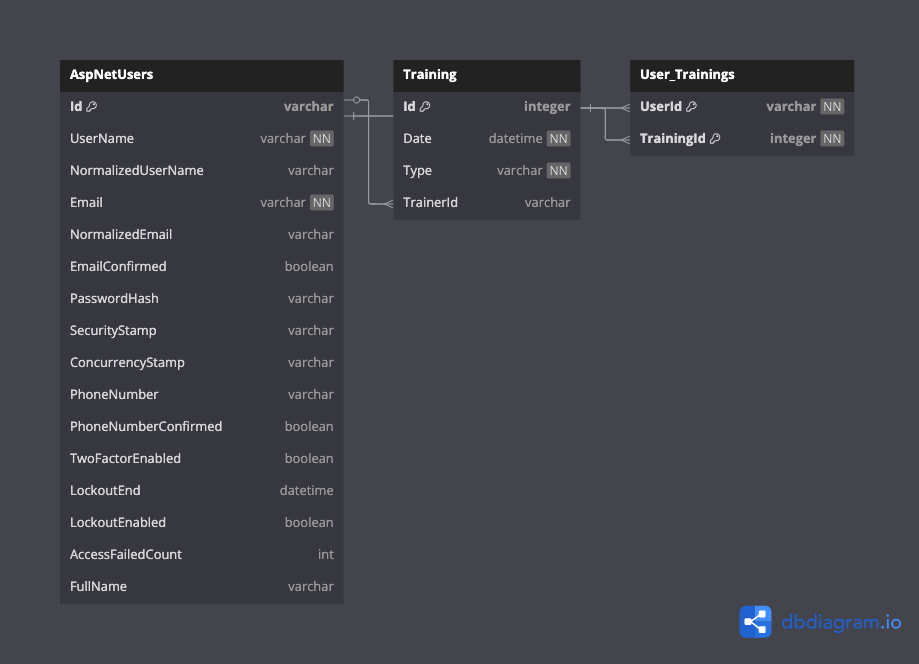 AspNetUsers
Id varchar
UserName varchar NN
NormalizedUserName varchar
Email varchar NN
NormalizedEmail varchar
EmailConfirmed boolean
PasswordHash varchar
SecurityStamp varchar
ConcurrencyStamp varchar
PhoneNumber varchar
PhoneNumberConfirmed boolean
TwoFactorEnabled boolean
LockoutEnd datetime
LockoutEnabled boolean
AccessFailedCount int
FullName varchar
Training
Id integer
Date datetime NN
Type varchar NN
TrainerId varchar
User_Trainings
UserId varchar NN
TrainingId integer NN
dbdiagram.io